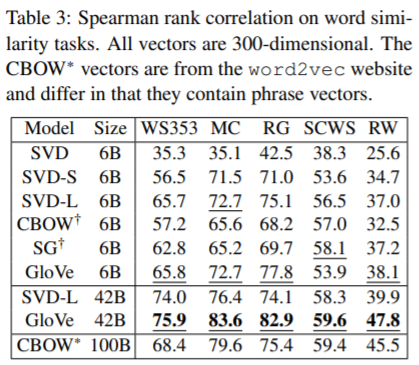 Table 3: Spearman rank correlation on word simi-
larity tasks. All vectors are 300-dimensional. The
CBOW* vectors are from the word2vec website
and differ in that they contain phrase vectors.
Model Size WS353 MC RG SCWS RW
SVD 6B 35.3 35.1 42.5 38.3 25.6
SVD-S 6B 56.5 71.5 71.0 53.6 34.7
SVD-L 6B 65.7 72.7 75.1 56.5 37.0
CBOW† 6B 57.2 65.6 68.2 57.0 32.5
SG† 6B 62.8 65.2 69.7 58.1 37.2
GloVe 6B 65.8 72.7 77.8 53.9 38.1
SVD-L 42B 74.0 76.4 74.1 58.3 39.9
GloVe 42B 75.9 83.6 82.9 59.6 47.8
CBOW* 100B 68.4 79.6 75.4 59.4 45.5